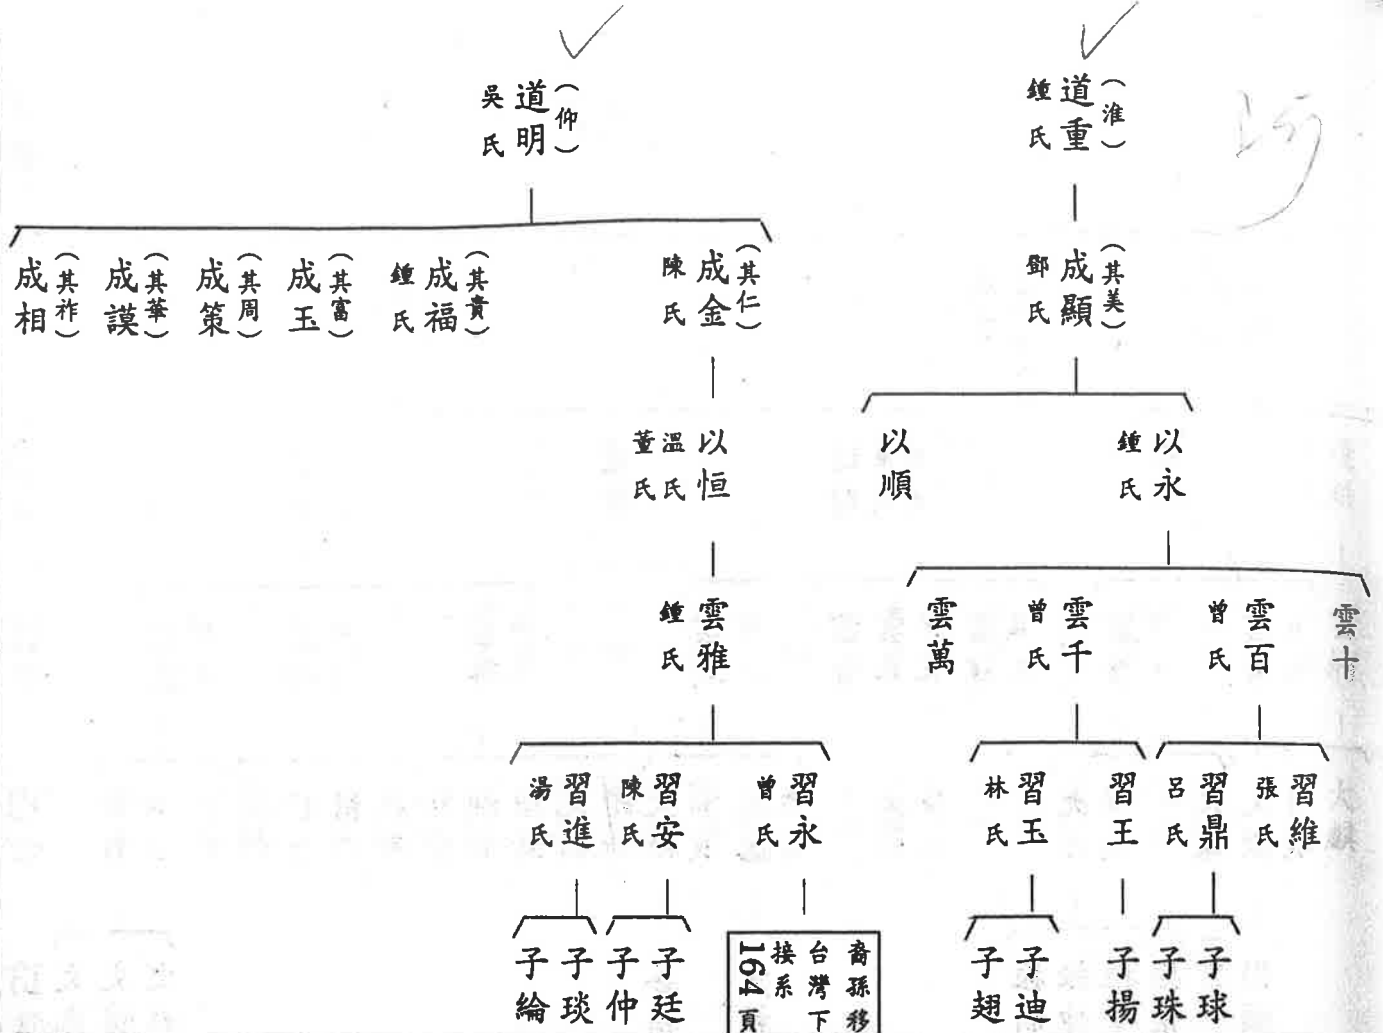 道重（淮）
鍾氏
道明（仰）
吳氏
成顯（其美）
鄧氏
成金（其仁）
陳氏
成福（其貴）
鍾氏
成玉（其富）
成策（其周）
成謨（其華）
成相（其祚）
以永
鍾氏
以順
以恒
溫氏
董氏
雲十
雲百
曾氏
雲千
曾氏
雲萬
雲雅
鍾氏
習維
張氏
習鼎
呂氏
習王
習玉
林氏
習永
曾氏
習安
陳氏
習進
湯氏
子球
子珠
子揚
子迪
子翅
裔孫移
台灣下
接系
164頁
子廷
子仲
子琰
子綸